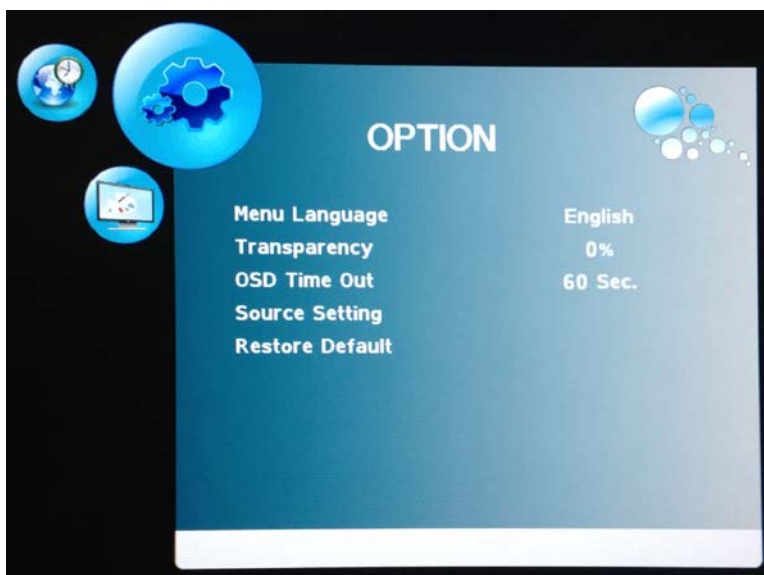 OPTION
Menu Language English
Transparency 0%
OSD Time Out 60 Sec.
Source Setting
Restore Default